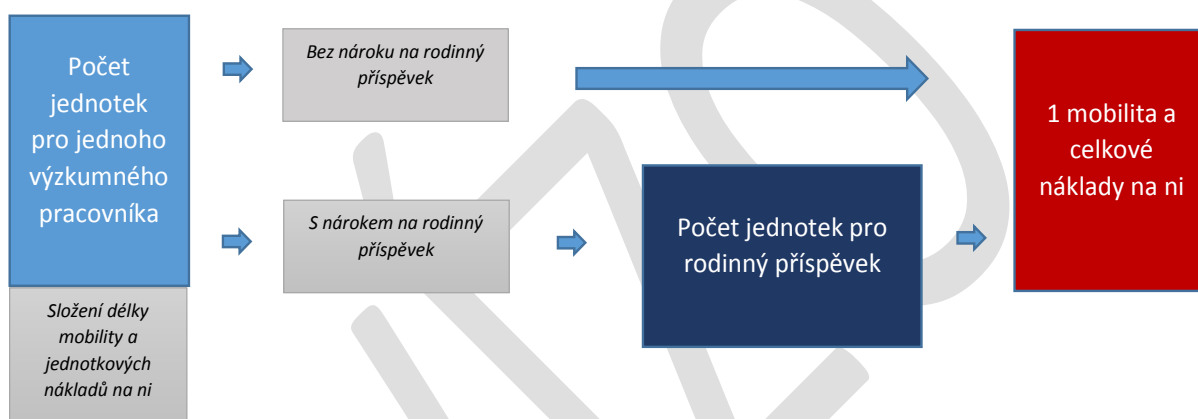 Počet
jednotek
pro jednoho
výzkumného
pracovníka
Složení délky
mobility a
jednotkových
nákladů na ni
Bez nároku na rodinný
příspěvek
S nárokem na rodinný
příspěvek
Počet jednotek pro
rodinný příspěvek
1 mobilita a
celkové
náklady na ni